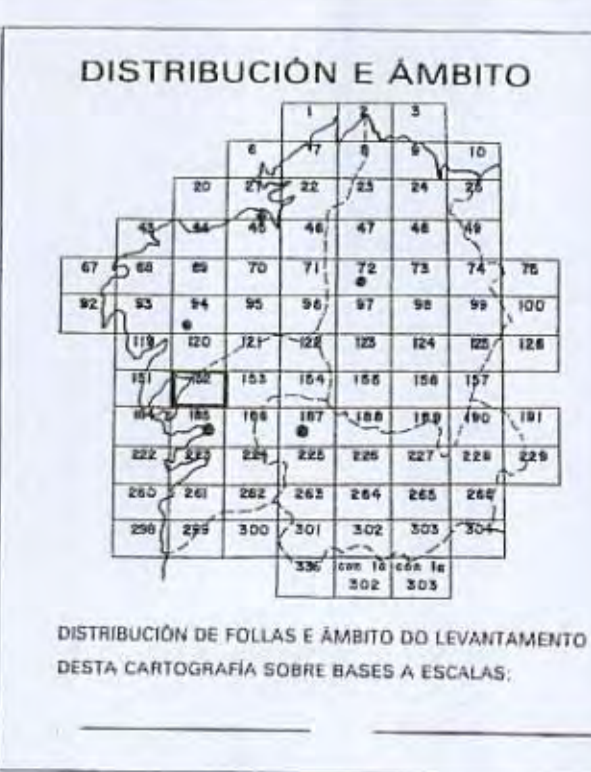 DISTRIBUCIÓN E ÁMBITO
1 2 3
6 7 8 9 10
20 21 22 23 24 25
43 44 45 46 47 48 49
67 68 69 70 71 72 73 74 75
92 93 94 95 96 97 98 99 100
119 120 121 122 123 124 125 126
151 152 153 154 155 156 157
184 185 186 187 188 189 190 191
222 223 224 225 226 227 228 229
260 261 262 263 264 265 266
298 299 300 301 302 303 304
336 con la con la
302 303
DISTRIBUCIÓN DE FOLLAS E ÁMBITO DO LEVANTAMENTO
DESTA CARTOGRAFÍA SOBRE BASES A ESCALAS: